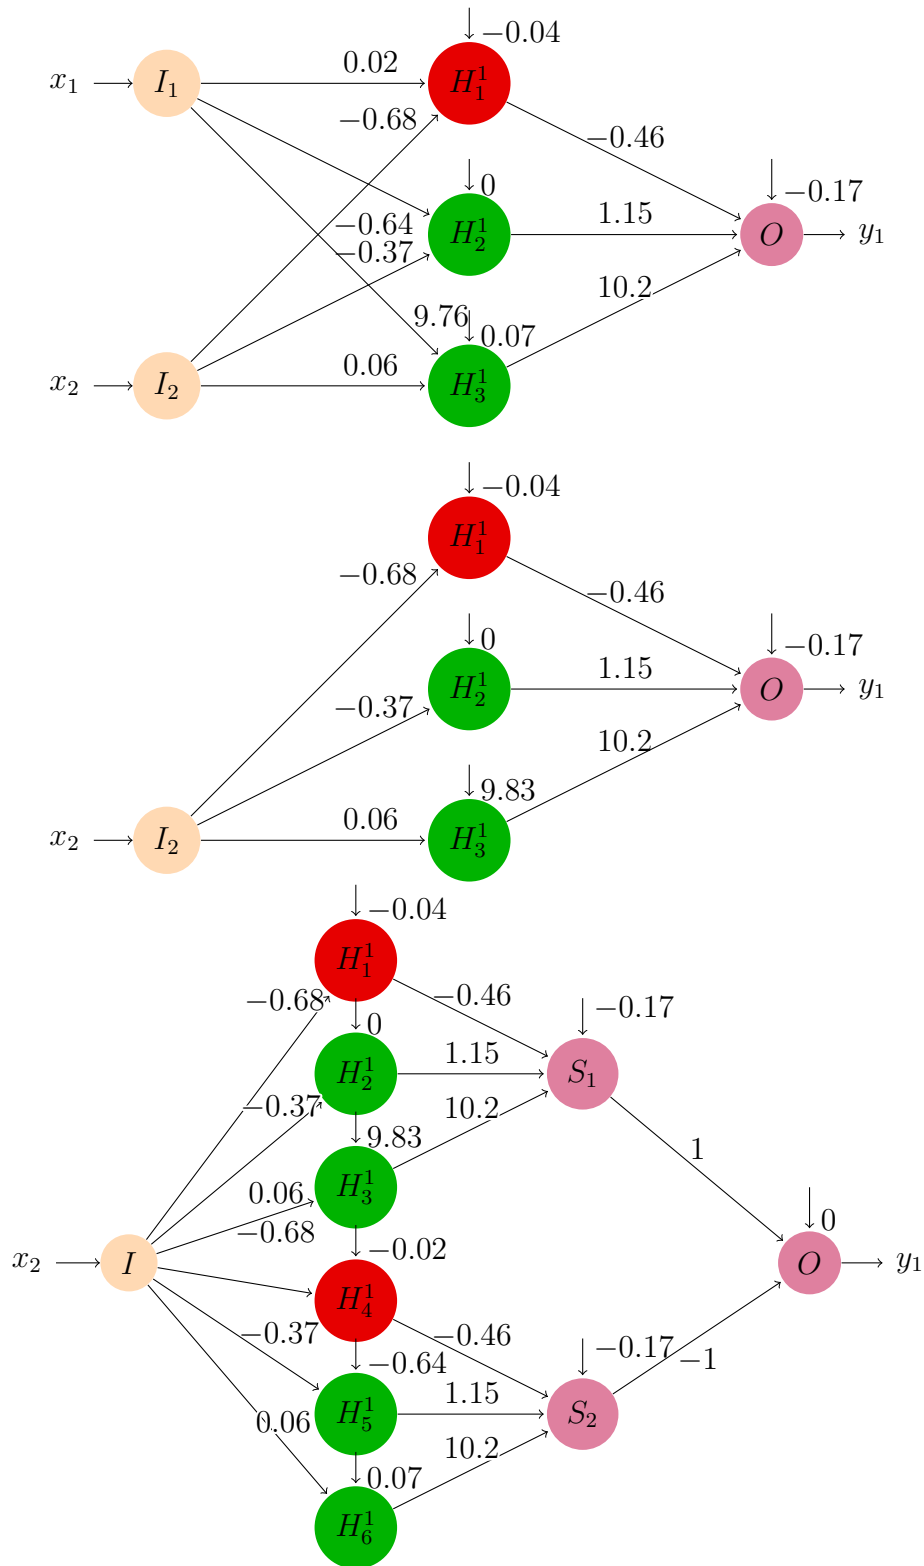 −0.04
x₁ I₁ 0.02 H₁¹
−0.68
−0.46
0
−0.17
−0.64 H₂¹ 1.15 O y₁
−0.37
10.2
9.76
0.07
x₂ I₂ 0.06 H₃¹
−0.04
H₁¹
−0.68
−0.46
0
−0.17
−0.37 H₂¹ 1.15 O y₁
10.2
9.83
x₂ I₂ 0.06 H₃¹
−0.04
H₁¹
−0.68 −0.46 −0.17
0
H₂¹ 1.15 S₁
−0.37 10.2
9.83
1
0.06 H₃¹
−0.68
−0.02
0
x₂ I O y₁
H₄¹
−0.37 −0.46 −0.17
−0.64 −1
1.15
0.06 H₅¹ S₂
10.2
0.07
H₆¹